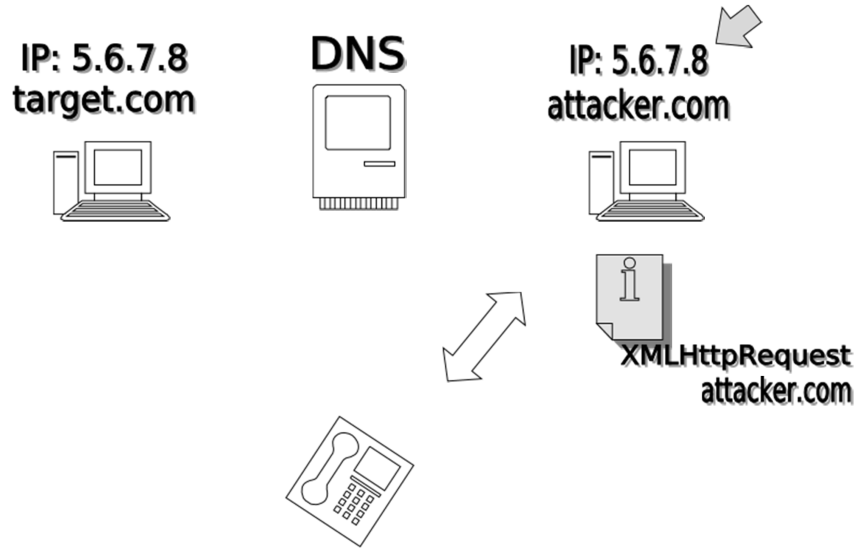 IP: 5.6.7.8
target.com
DNS
IP: 5.6.7.8
attacker.com
i
XMLHttpRequest
attacker.com